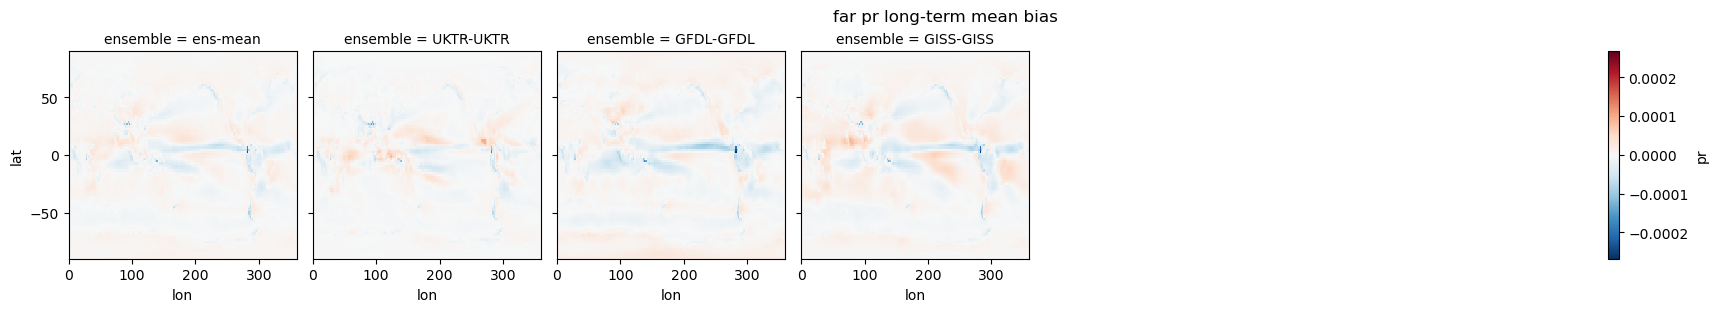 far pr long-term mean bias
ensemble = ens-mean
ensemble = UKTR-UKTR
ensemble = GFDL-GFDL
ensemble = GISS-GISS
lat
50
0
−50
0 100 200 300
lon
0 100 200 300
lon
0 100 200 300
lon
0 100 200 300
lon
0.0002
0.0001
0.0000
−0.0001
−0.0002
pr